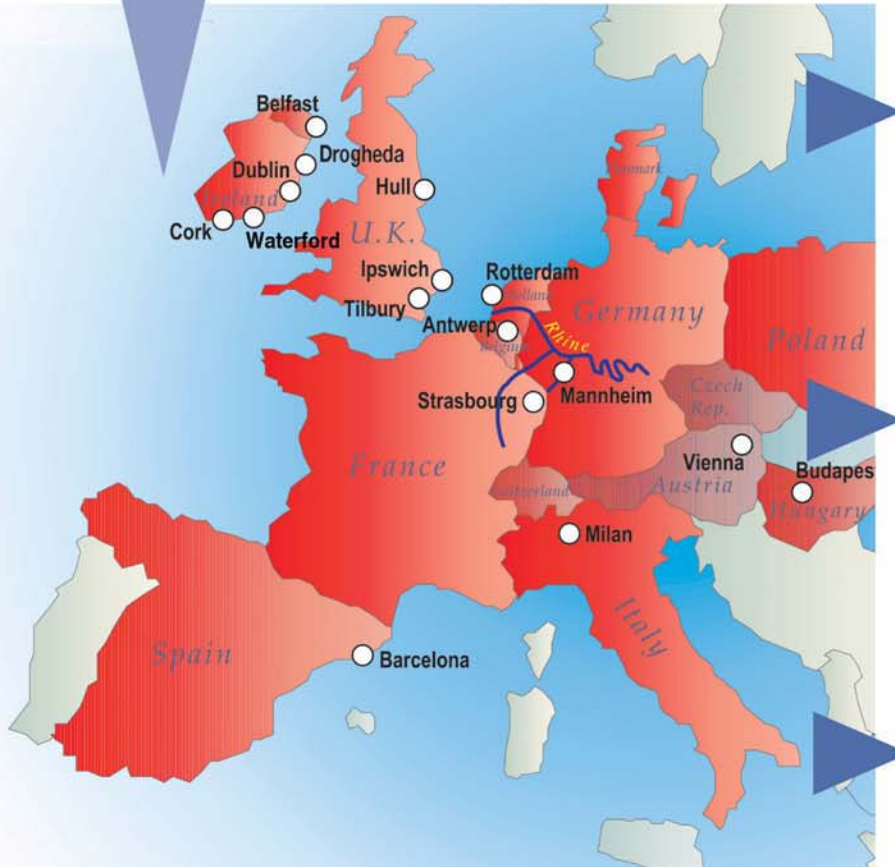 Belfast
Drogheda
Dublin
Ireland
Hull
Cork
Waterford
U.K.
Denmark
Ipswich
Rotterdam
Holland
Tilbury
Antwerp
Belgium
Rhine
Germany
Poland
Strasbourg
Mannheim
Czech
Rep.
France
Vienna
Budapes
Switzerland
Austria
Hungary
Milan
Italy
Spain
Barcelona